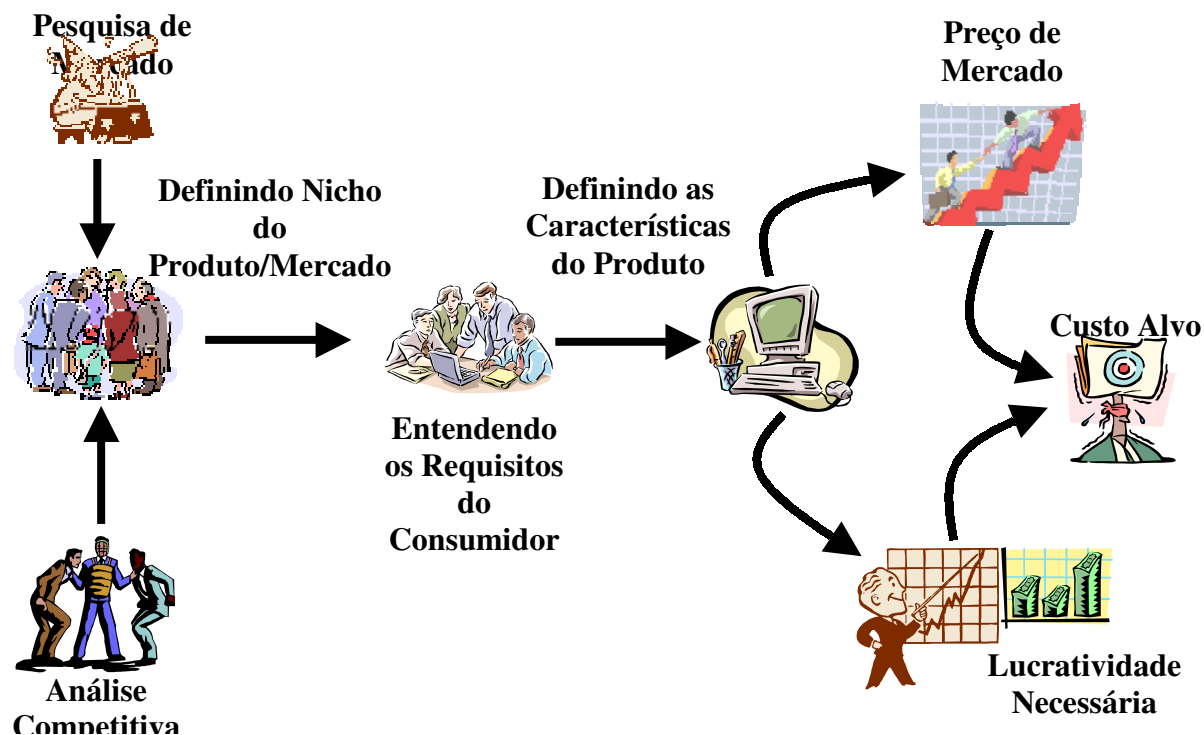 Pesquisa de
Mercado
Preço de
Mercado
Definindo Nicho
do
Produto/Mercado
Definindo as
Características
do Produto
Custo Alvo
Entendendo
os Requisitos
do
Consumidor
Análise
Competitiva
Lucratividade
Necessária